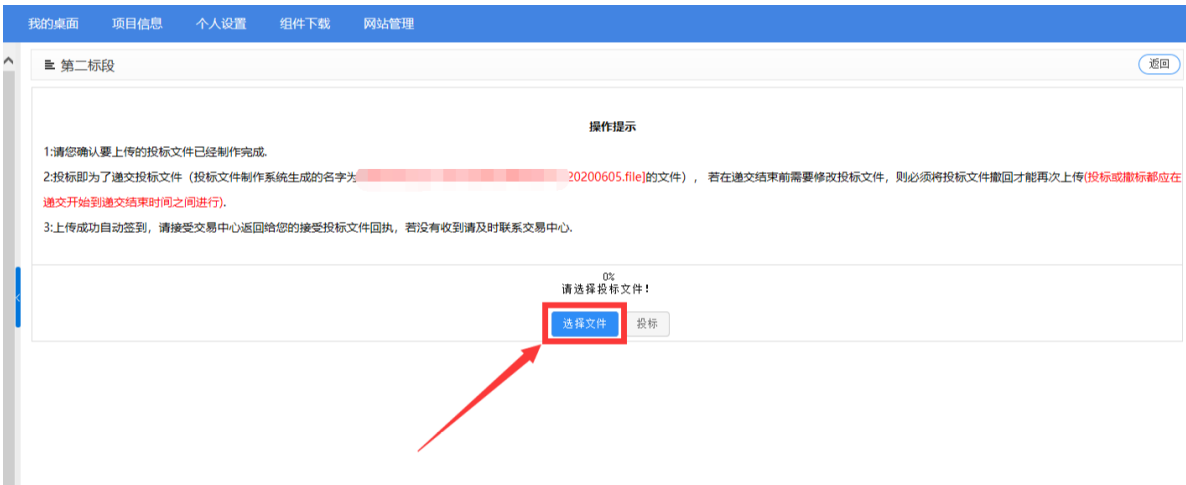 我的桌面 项目信息 个人设置 组件下载 网站管理
第二标段 返回
操作提示
1:请您确认要上传的投标文件已经制作完成.
2:投标即为了递交投标文件（投标文件制作系统生成的名字为 20200605.file]的文件）， 若在递交结束前需要修改投标文件，则必须将投标文件撤回才能再次上传(投标或撤标都应在
递交开始到递交结束时间之间进行).
3:上传成功自动签到，请接受交易中心返回给您的接受投标文件回执，若没有收到请及时联系交易中心.
0%
请选择投标文件!
选择文件 投标